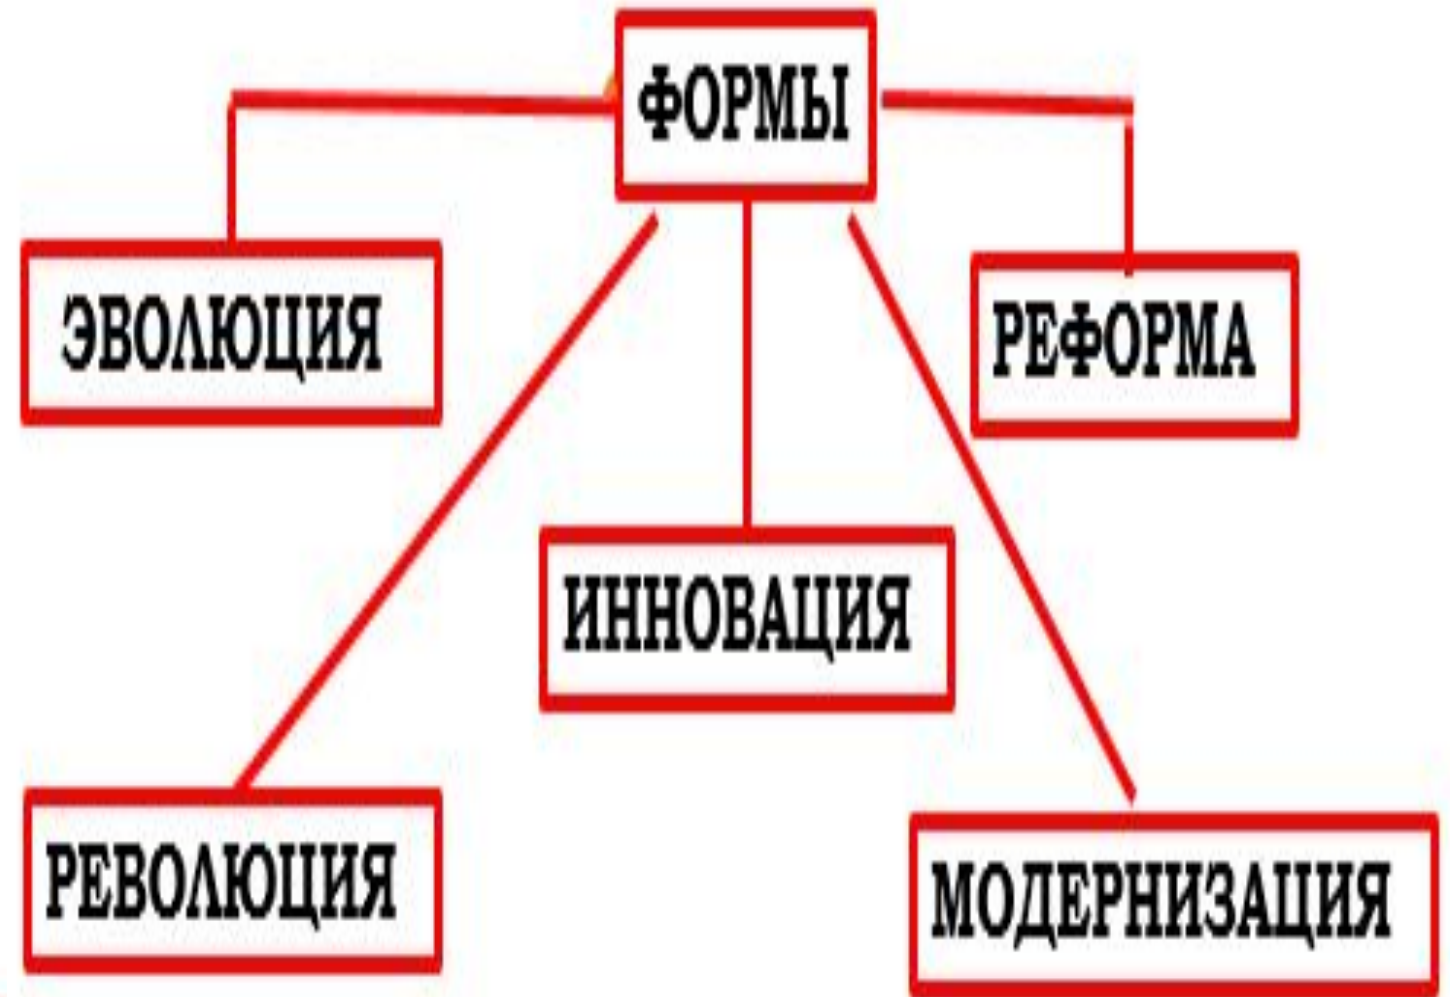 ФОРМЫ
ЭВОЛЮЦИЯ
РЕФОРМА
ИННОВАЦИЯ
РЕВОЛЮЦИЯ
МОДЕРНИЗАЦИЯ